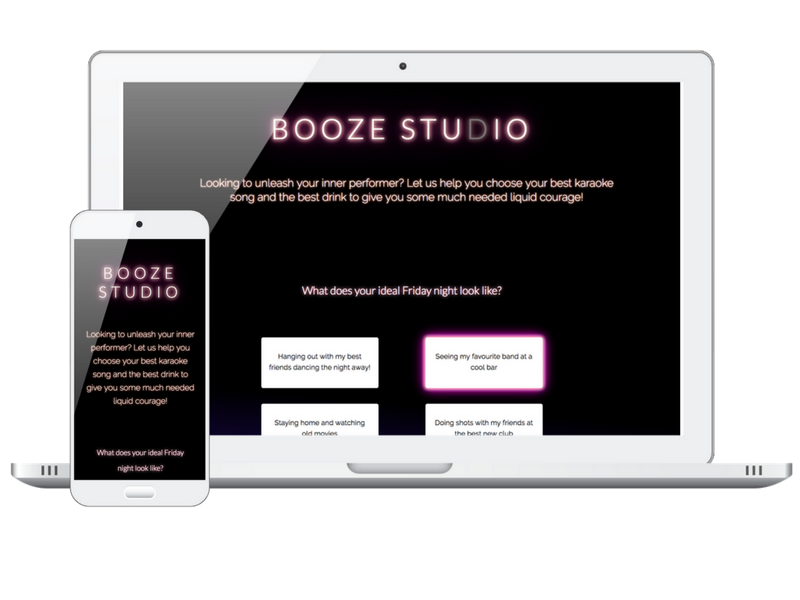 BOOZE STUDIO
Looking to unleash your inner performer? Let us help you choose your best karaoke
song and the best drink to give you some much needed liquid courage!
What does your ideal Friday night look like?
Hanging out with my best
friends dancing the night away!
Seeing my favourite band at a
cool bar
Staying home and watching
old movies
Doing shots with my friends at
the best new club
BOOZE
STUDIO
Looking to unleash your inner
performer? Let us help you
choose your best karaoke
song and the best drink to
give you some much needed
liquid courage!
What does your ideal Friday
night look like?